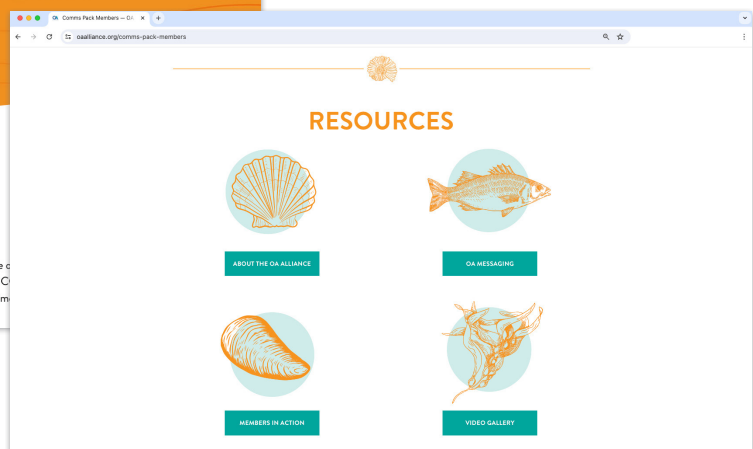 Comms Pack Members — OA
oaalliance.org/comms-pack-members
RESOURCES
ABOUT THE OA ALLIANCE
OA MESSAGING
MEMBERS IN ACTION
VIDEO GALLERY